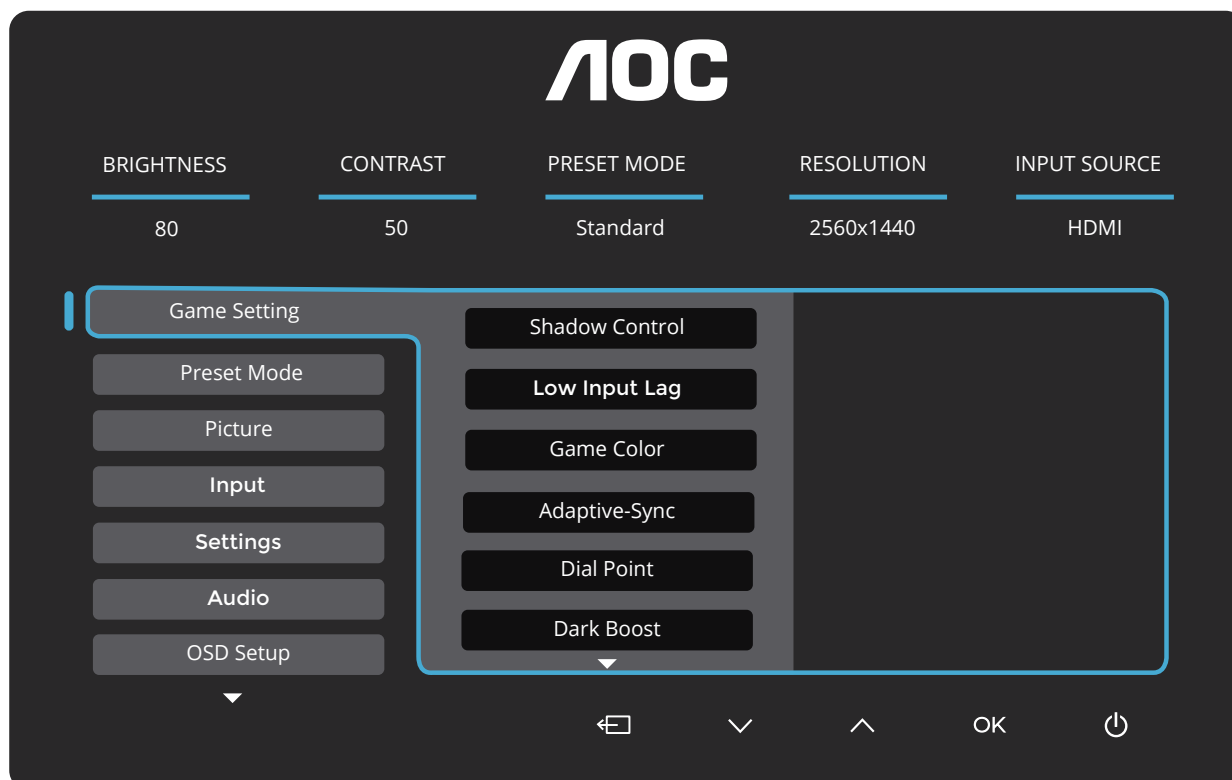 AOC
BRIGHTNESS CONTRAST PRESET MODE RESOLUTION INPUT SOURCE
80 50 Standard 2560x1440 HDMI
Game Setting
Preset Mode
Picture
Input
Settings
Audio
OSD Setup
Shadow Control
Low Input Lag
Game Color
Adaptive-Sync
Dial Point
Dark Boost
OK